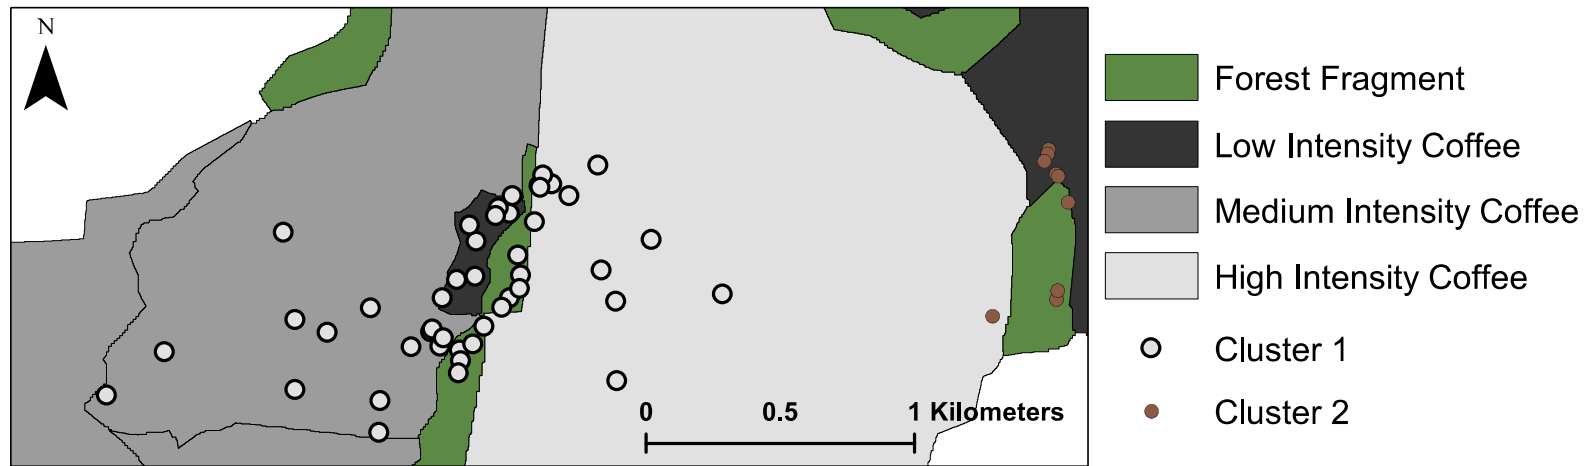 N
Forest Fragment
Low Intensity Coffee
Medium Intensity Coffee
High Intensity Coffee
Cluster 1
Cluster 2
0 0.5 1 Kilometers